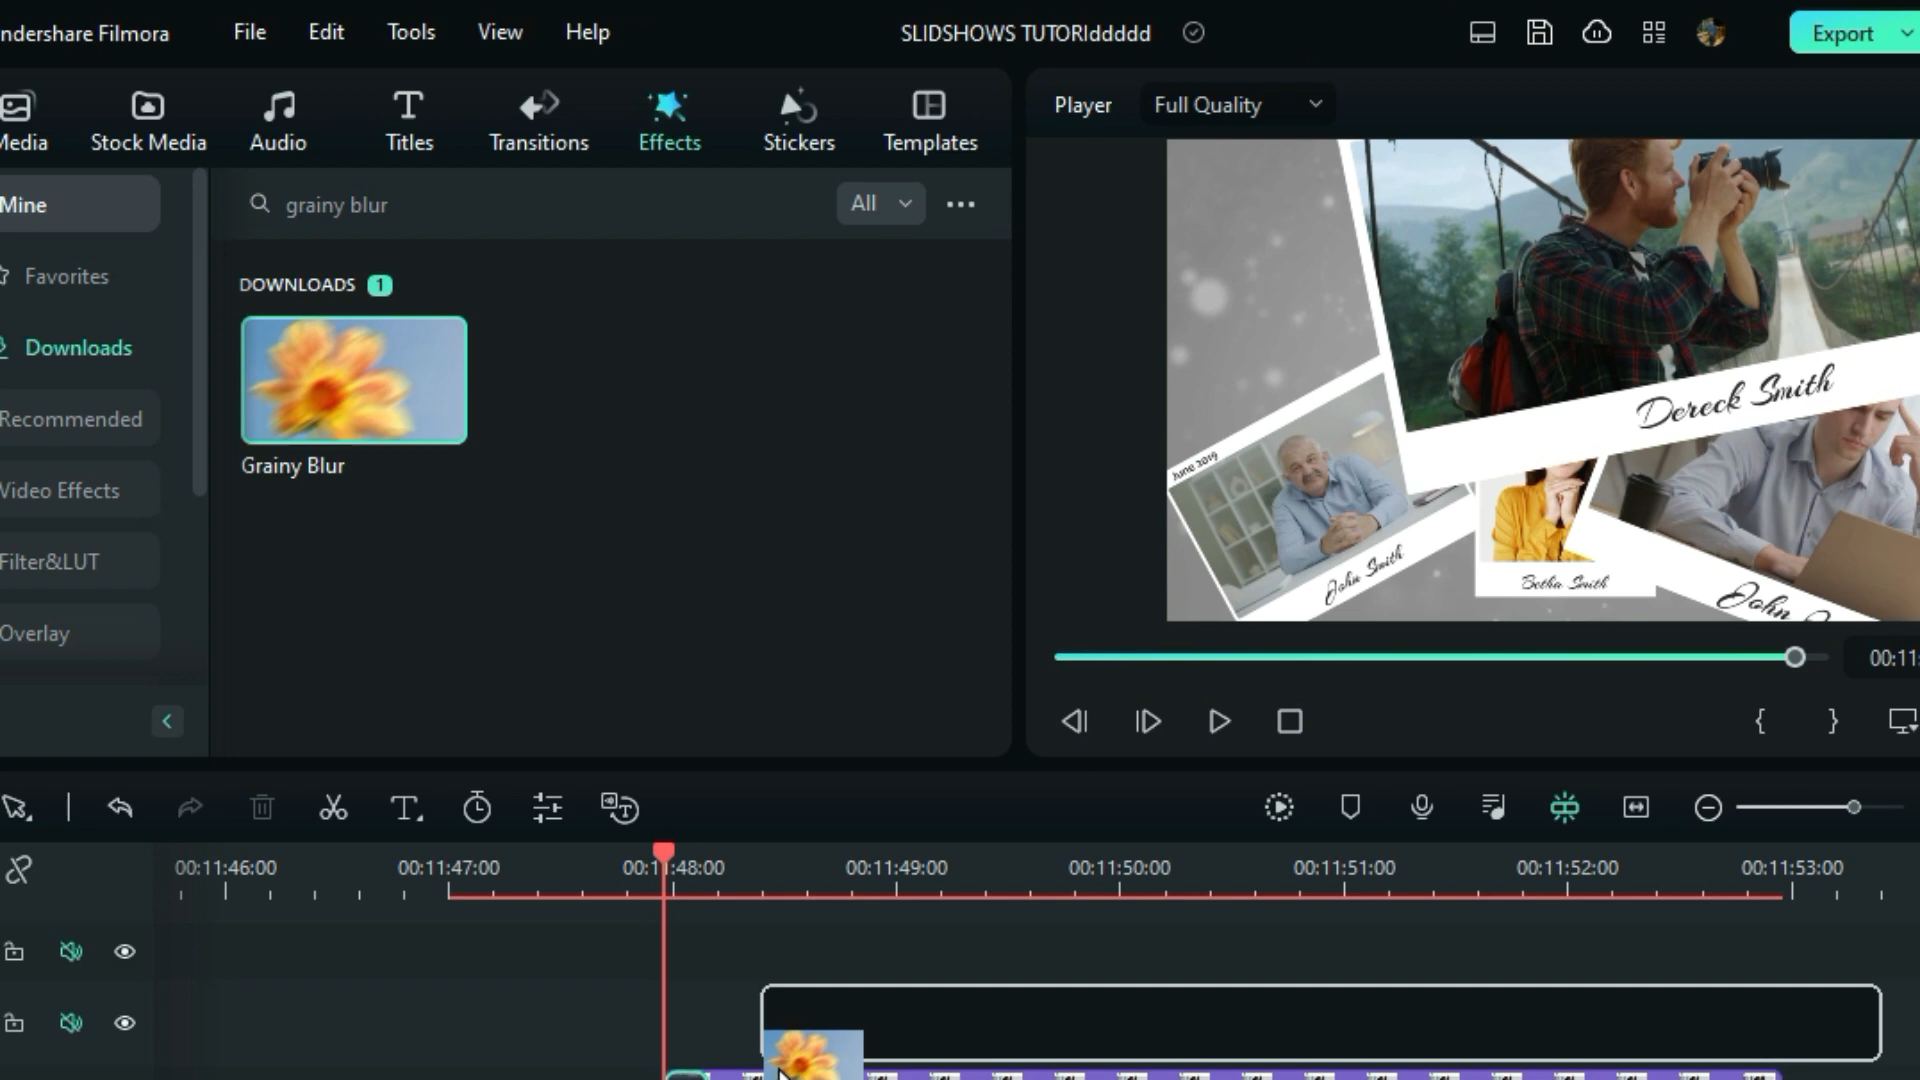 ndershare Filmora File Edit Tools View Help SLIDSHOWS TUTORIddddd Export
Media Stock Media Audio Titles Transitions Effects Stickers Templates
Player Full Quality
Mine
grainy blur All
Favorites
DOWNLOADS 1
Downloads
Recommended
Grainy Blur
Video Effects
Filter&LUT
Overlay
Dereck Smith
June 2019
John Smith
Betha Smith
John
00:11:
00:11:46:00 00:11:47:00 00:11:48:00 00:11:49:00 00:11:50:00 00:11:51:00 00:11:52:00 00:11:53:00